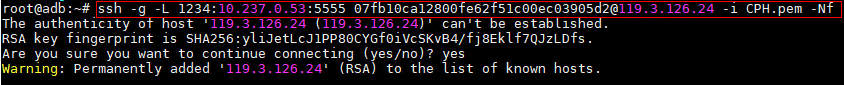 root@adb:~# ssh -g -L 1234:10.237.0.53:5555 07fb10ca12800fe62f51c00ec03905d2@119.3.126.24 -i CPH.pem -Nf
The authenticity of host '119.3.126.24 (119.3.126.24)' can't be established.
RSA key fingerprint is SHA256:yliJetLcJ1PP80CYGf0iVcSKvB4/fj8Eklf7QJzLDfs.
Are you sure you want to continue connecting (yes/no)? yes
Warning: Permanently added '119.3.126.24' (RSA) to the list of known hosts.